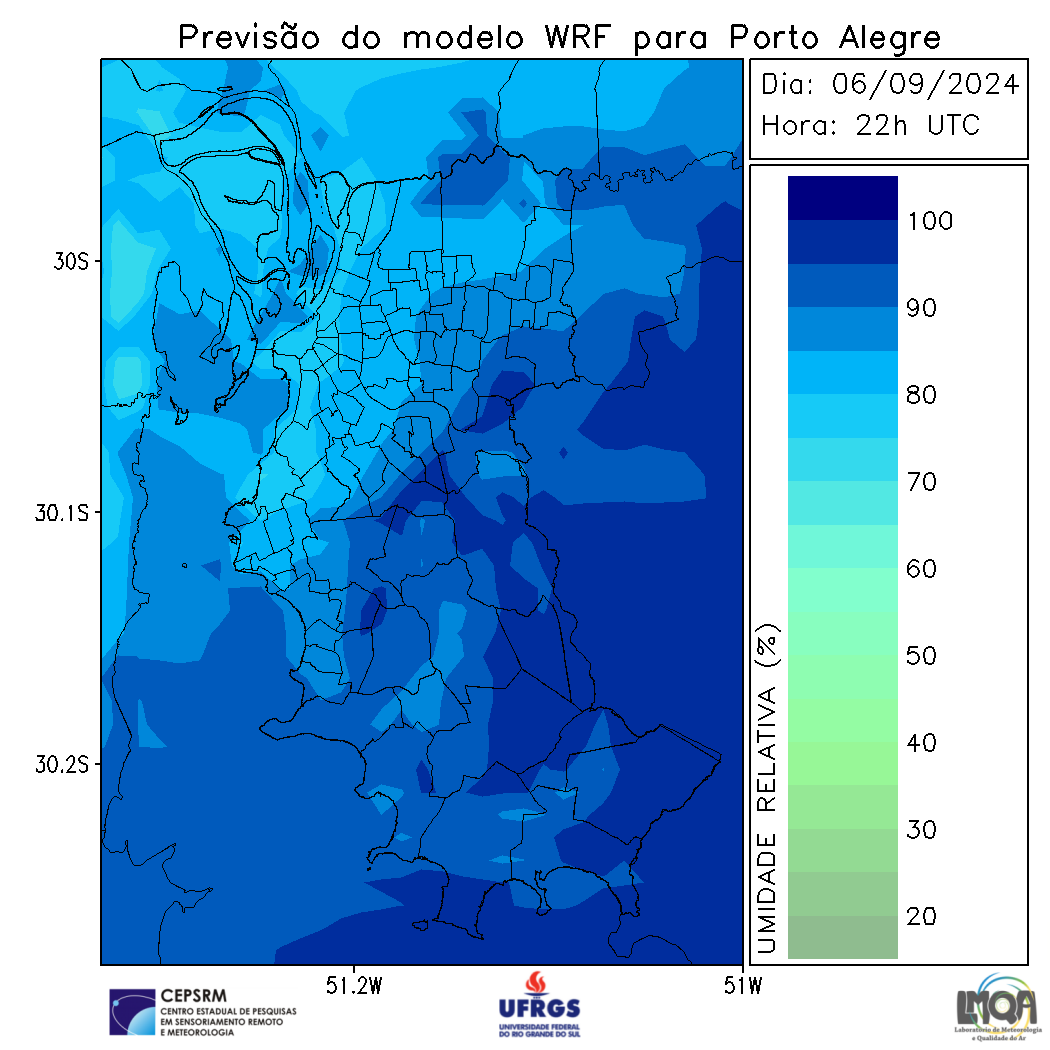 Previsão do modelo WRF para Porto Alegre
Dia: 06/09/2024
Hora: 22h UTC
30S
30.1S
30.2S
51.2W
51W
UMIDADE RELATIVA (%)
100
90
80
70
60
50
40
30
20
CEPSRM
CENTRO ESTADUAL DE PESQUISAS
EM SENSORIAMENTO REMOTO
E METEOROLOGIA
UFRGS
UNIVERSIDADE FEDERAL
DO RIO GRANDE DO SUL
LMQA
Laboratório de Meteorologia
e Qualidade do Ar